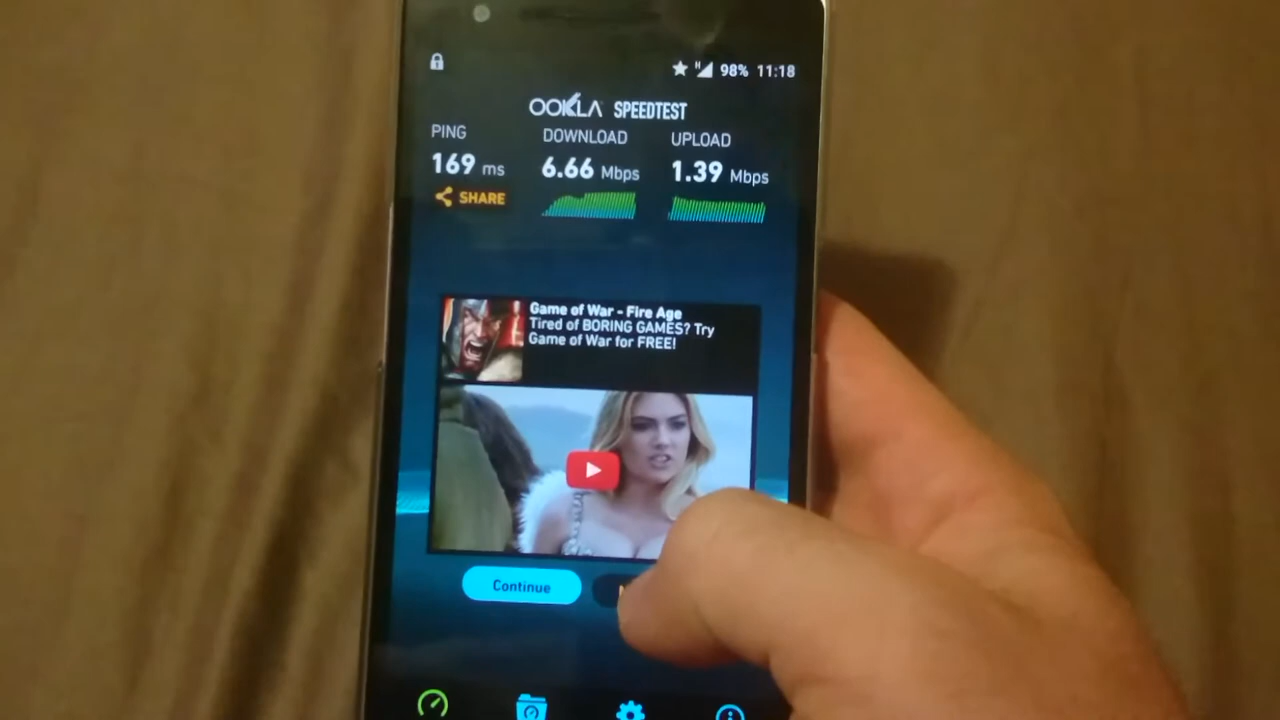 H 98% 11:18
OOKLA SPEEDTEST
PING DOWNLOAD UPLOAD
169 ms 6.66 Mbps 1.39 Mbps
SHARE
Game of War - Fire Age
Tired of BORING GAMES? Try
Game of War for FREE!
Continue